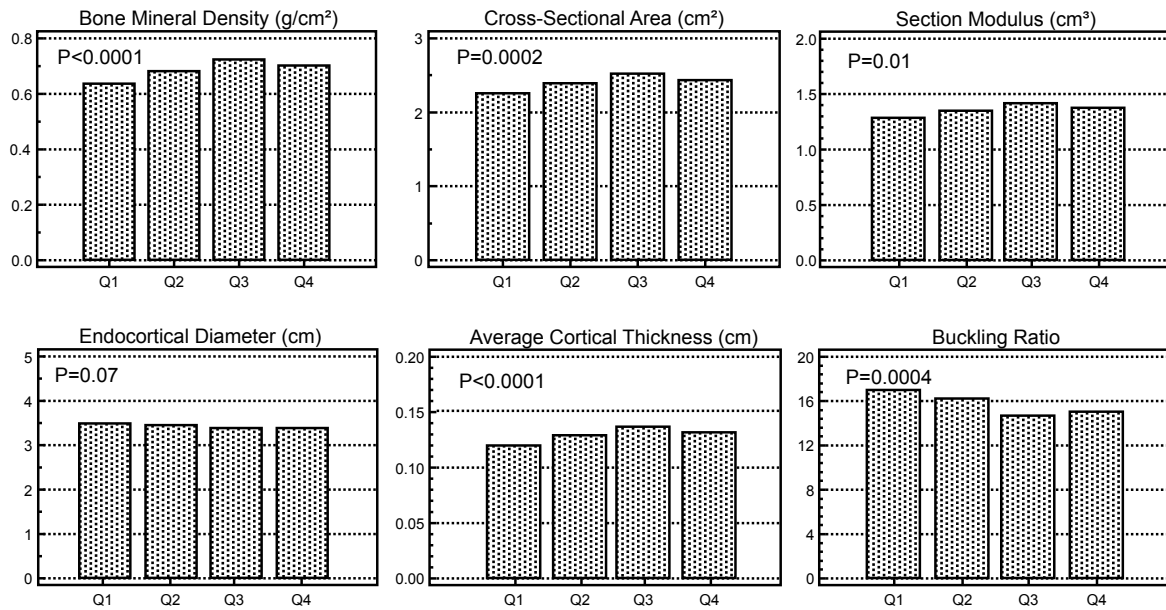 Bone Mineral Density (g/cm²)
0.8
0.6
0.4
0.2
0.0
P<0.0001
Q1 Q2 Q3 Q4
Cross-Sectional Area (cm²)
3
2
1
0
P=0.0002
Q1 Q2 Q3 Q4
Section Modulus (cm³)
2.0
1.5
1.0
0.5
0.0
P=0.01
Q1 Q2 Q3 Q4
Endocortical Diameter (cm)
5
4
3
2
1
0
P=0.07
Q1 Q2 Q3 Q4
Average Cortical Thickness (cm)
0.20
0.15
0.10
0.05
0.00
P<0.0001
Q1 Q2 Q3 Q4
Buckling Ratio
20
16
12
8
4
0
P=0.0004
Q1 Q2 Q3 Q4